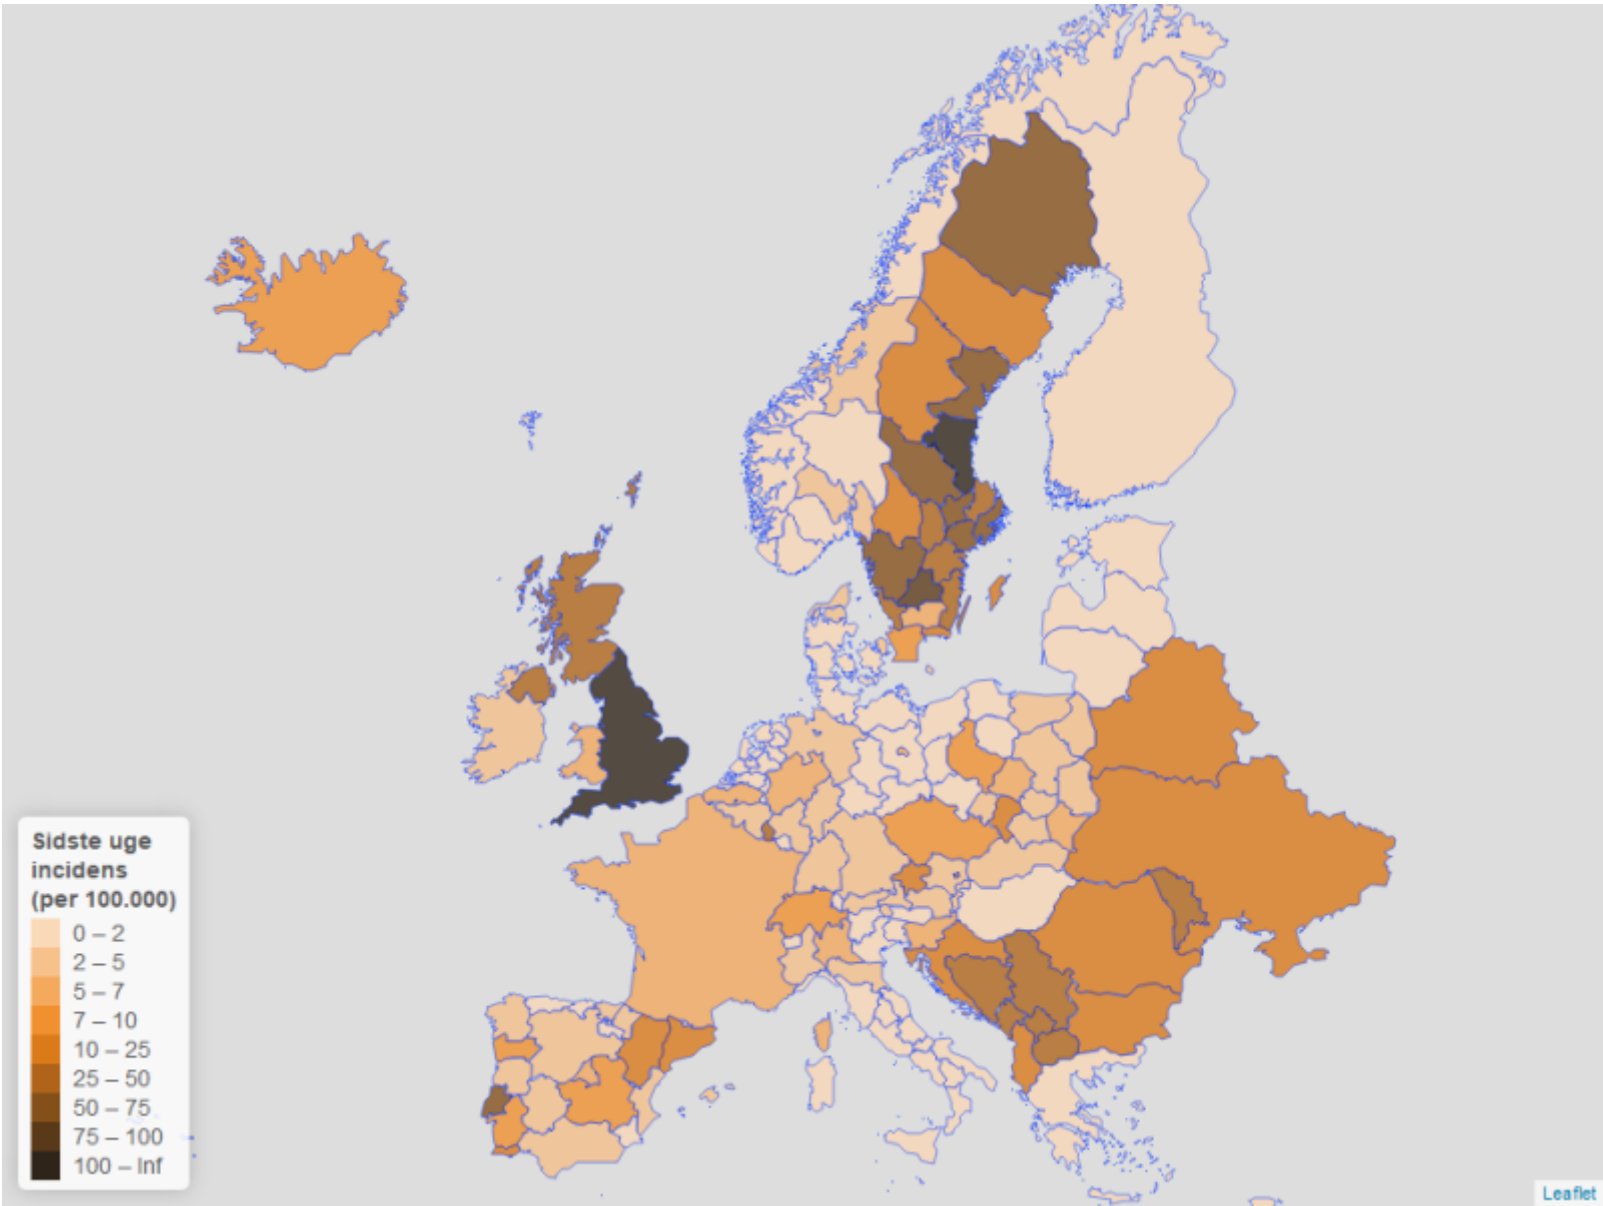 Sidste uge
incidens
(per 100.000)
0 – 2
2 – 5
5 – 7
7 – 10
10 – 25
25 – 50
50 – 75
75 – 100
100 – Inf
Leaflet